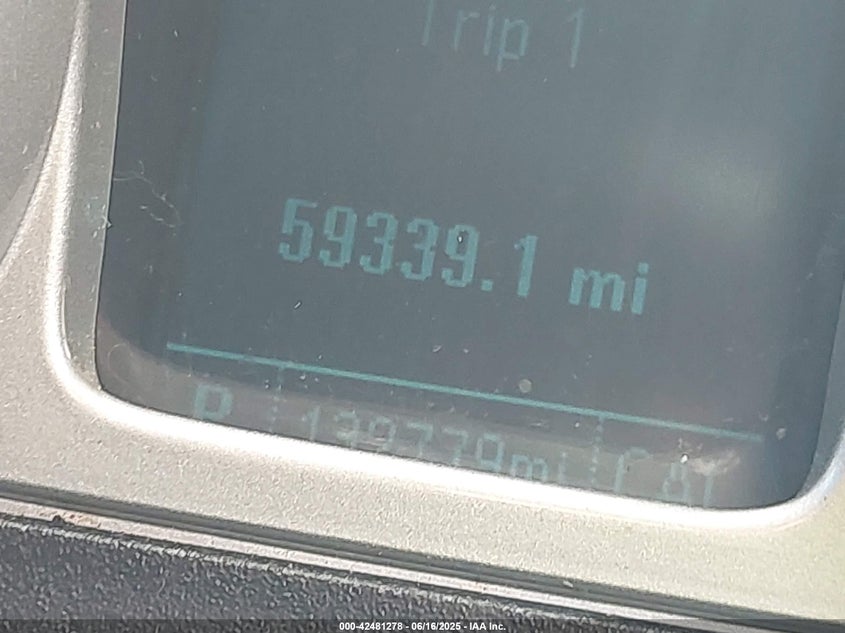 Trip 1
59339.1 mi
P 139779mi
000-42481278 - 06/16/2025 - IAA Inc.